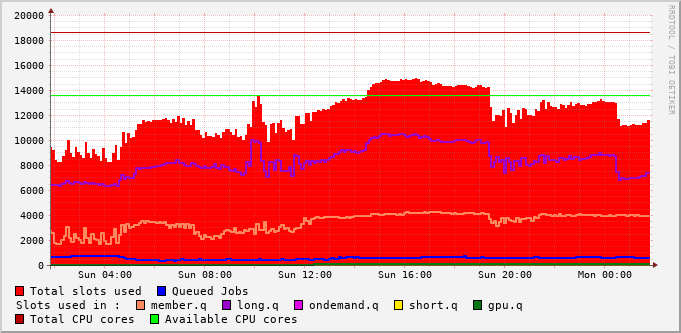 20000
18000
16000
14000
12000
10000
8000
6000
4000
2000
0
Sun 04:00 Sun 08:00 Sun 12:00 Sun 16:00 Sun 20:00 Mon 00:00
Total slots used Queued Jobs
Slots used in : member.q long.q ondemand.q short.q gpu.q
Total CPU cores Available CPU cores
RRDTOOL / TOBI OETIKER